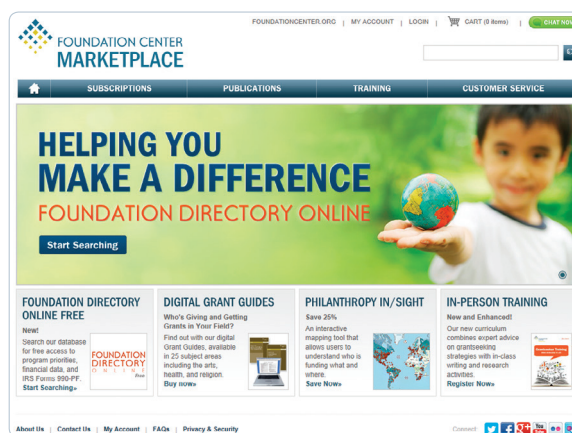 FOUNDATIONCENTER.ORG | MY ACCOUNT | LOGIN | CART (0 items) | CHAT NOW
FOUNDATION CENTER
MARKETPLACE
SUBSCRIPTIONS PUBLICATIONS TRAINING CUSTOMER SERVICE
HELPING YOU
MAKE A DIFFERENCE
FOUNDATION DIRECTORY ONLINE
Start Searching
FOUNDATION DIRECTORY
ONLINE FREE
New!
Search our database
for free access to
program priorities,
financial data, and
IRS Forms 990-PF.
Start Searching»
FOUNDATION
DIRECTORY
ONLINE
Free
DIGITAL GRANT GUIDES
Who's Giving and Getting
Grants in Your Field?
Find out with our digital
Grant Guides, available
in 25 subject areas
including the arts,
health, and religion.
Buy now»
PHILANTHROPY IN/SIGHT
Save 25%
An interactive
mapping tool that
allows users to
understand who is
funding what and
where.
Save Now»
IN-PERSON TRAINING
New and Enhanced!
Our new curriculum
combines expert advice
on grantseeking
strategies with in-class
writing and research
activities.
Register Now»
About Us | Contact Us | My Account | FAQs | Privacy & Security
Connect: